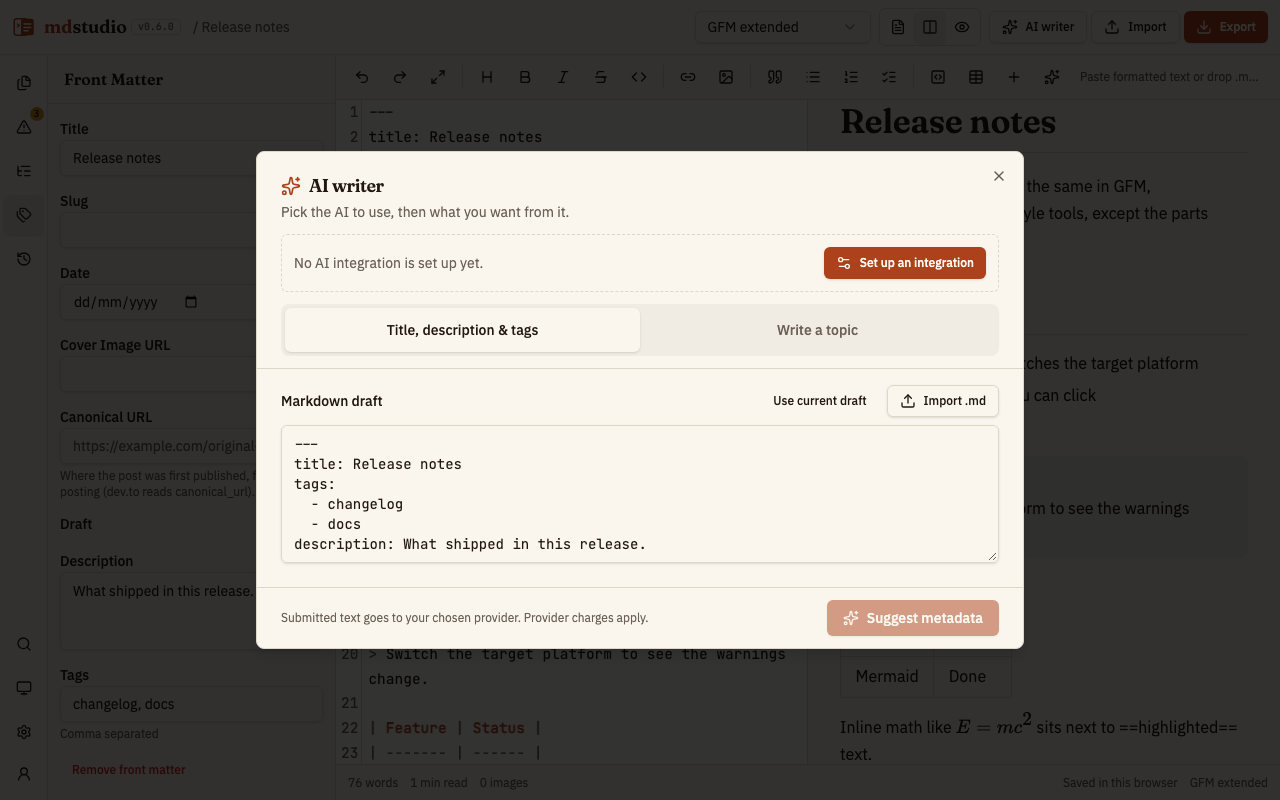 mdstudio v0.6.0 / Release notes
GFM extended
AI writer
Import
Export
Front Matter
Paste formatted text or drop .m...
3
Title
Release notes
Slug
Date
dd/mm/yyyy
Cover Image URL
Canonical URL
https://example.com/original
Where the post was first published, f
posting (dev.to reads canonical_url).
Draft
Description
What shipped in this release.
Tags
changelog, docs
Comma separated
Remove front matter
1 ---
2 title: Release notes
Release notes
the same in GFM,
yle tools, except the parts
tches the target platform
u can click
rm to see the warnings
AI writer
Pick the AI to use, then what you want from it.
No AI integration is set up yet.
Set up an integration
Title, description & tags
Write a topic
Markdown draft
Use current draft
Import .md
---
title: Release notes
tags:
- changelog
- docs
description: What shipped in this release.
Submitted text goes to your chosen provider. Provider charges apply.
Suggest metadata
20 > Switch the target platform to see the warnings
change.
21
22 | Feature | Status |
23 | ------- | ------ |
Mermaid Done
Inline math like E = mc² sits next to ==highlighted==
text.
76 words 1 min read 0 images
Saved in this browser GFM extended